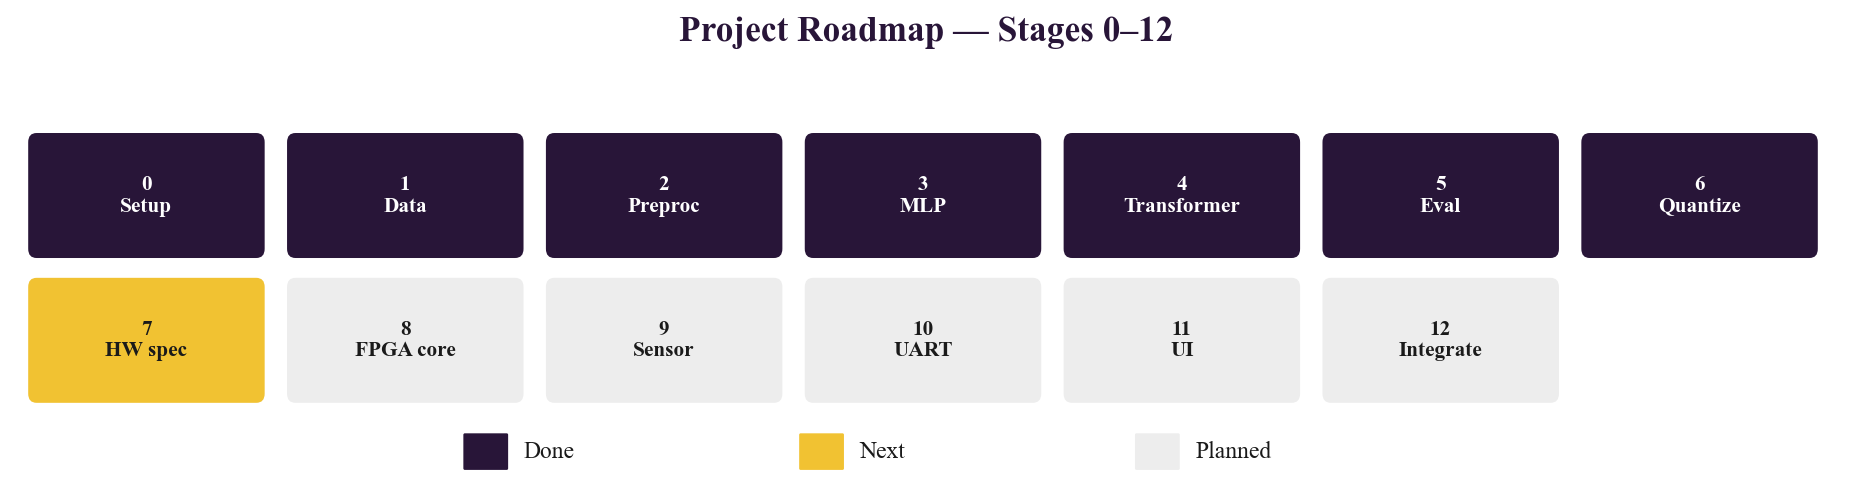 Project Roadmap — Stages 0–12
0
Setup
1
Data
2
Preproc
3
MLP
4
Transformer
5
Eval
6
Quantize
7
HW spec
8
FPGA core
9
Sensor
10
UART
11
UI
12
Integrate
Done
Next
Planned